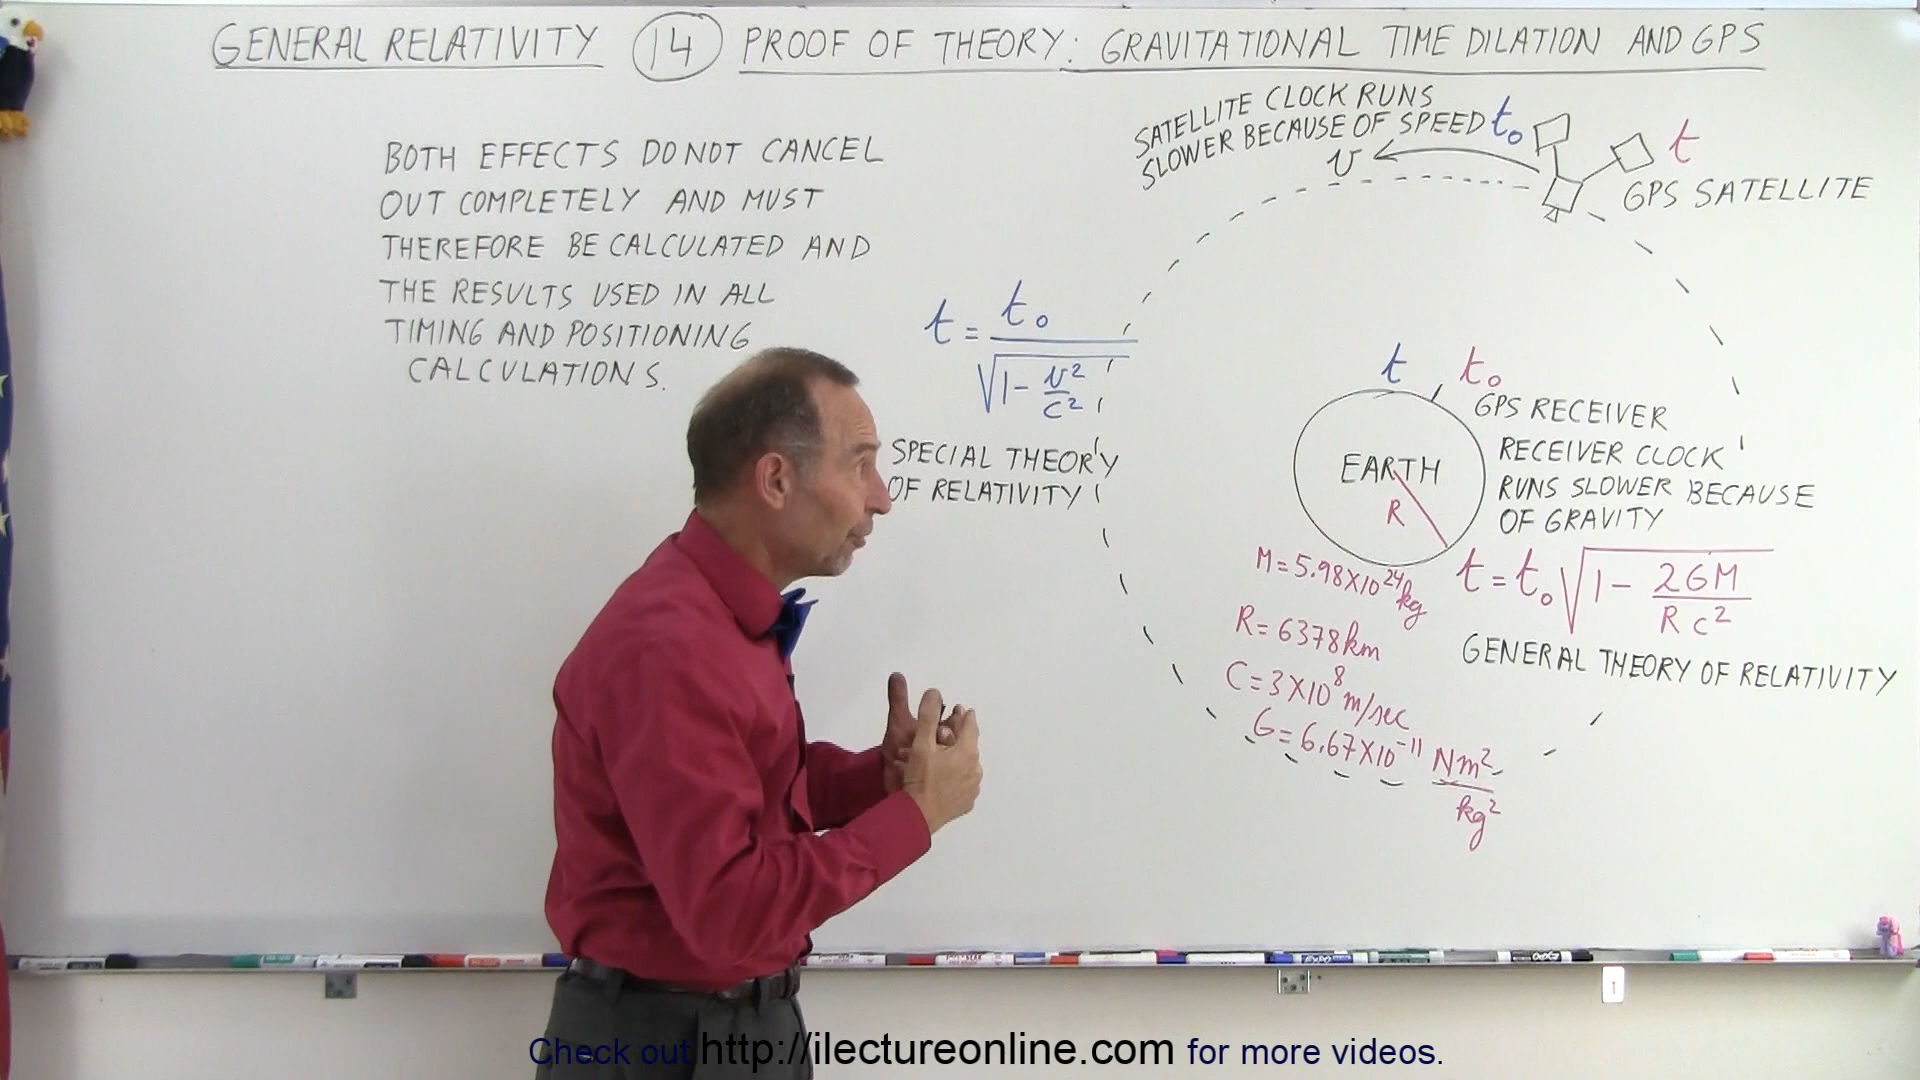 GENERAL RELATIVITY 14 PROOF OF THEORY: GRAVITATIONAL TIME DILATION AND GPS
BOTH EFFECTS DO NOT CANCEL
OUT COMPLETELY AND MUST
THEREFORE BE CALCULATED AND
THE RESULTS USED IN ALL
TIMING AND POSITIONING
CALCULATIONS.
SATELLITE CLOCK RUNS
SLOWER BECAUSE OF SPEED t₀
v
t
GPS SATELLITE
t = t₀ / √(1 - v²/c²)
SPECIAL THEORY
OF RELATIVITY
t t₀
GPS RECEIVER
RECEIVER CLOCK
RUNS SLOWER BECAUSE
OF GRAVITY
EARTH
R
t = t₀ √(1 - 2GM/Rc²)
GENERAL THEORY OF RELATIVITY
M = 5.98 X 10²⁴ kg
R = 6378 km
C = 3 X 10⁸ m/sec
G = 6.67 X 10⁻¹¹ Nm²/kg²
Check out http://ilectureonline.com for more videos.